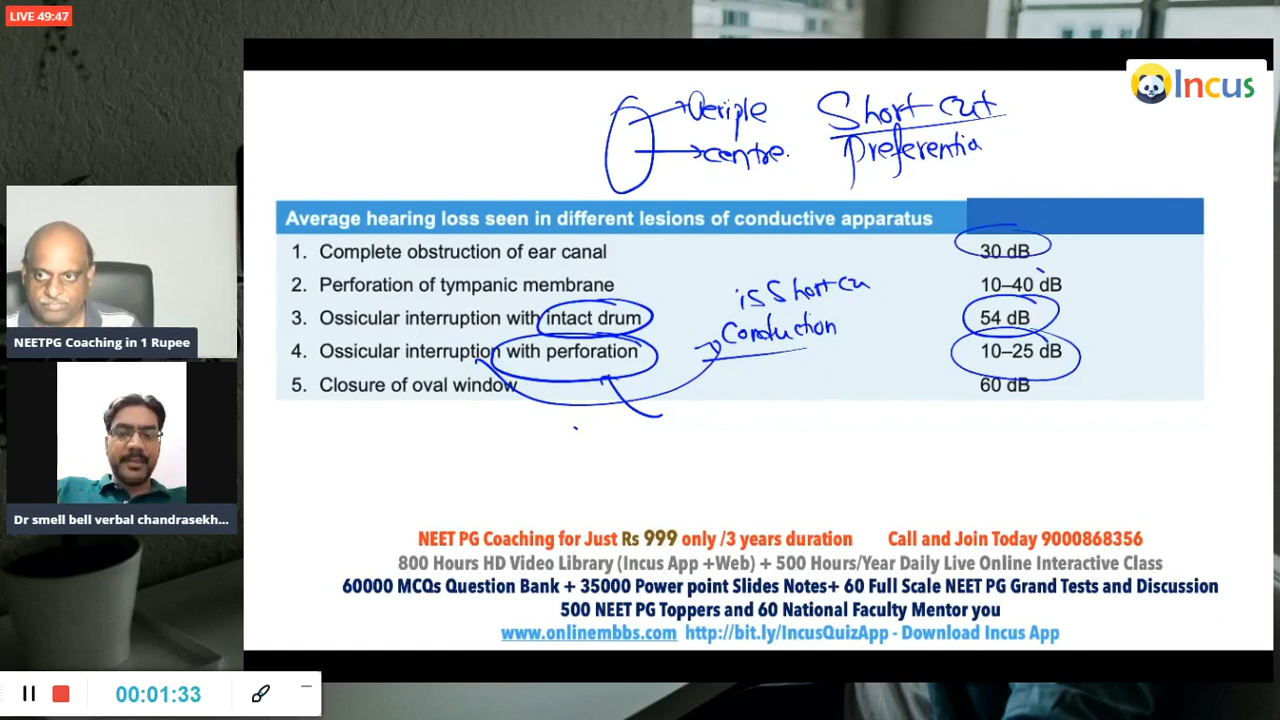 LIVE 49:47
Incus
Periple
centre.
Short cut
Preferentia
Average hearing loss seen in different lesions of conductive apparatus
1. Complete obstruction of ear canal 30 dB
2. Perforation of tympanic membrane 10–40 dB
3. Ossicular interruption with intact drum 54 dB
4. Ossicular interruption with perforation 10–25 dB
5. Closure of oval window 60 dB
is Short cu
Conduction
NEETPG Coaching in 1 Rupee
Dr smell bell verbal chandrasekh...
NEET PG Coaching for Just Rs 999 only /3 years duration Call and Join Today 9000868356
800 Hours HD Video Library (Incus App +Web) + 500 Hours/Year Daily Live Online Interactive Class
60000 MCQs Question Bank + 35000 Power point Slides Notes+ 60 Full Scale NEET PG Grand Tests and Discussion
500 NEET PG Toppers and 60 National Faculty Mentor you
www.onlinembbs.com http://bit.ly/IncusQuizApp - Download Incus App
00:01:33